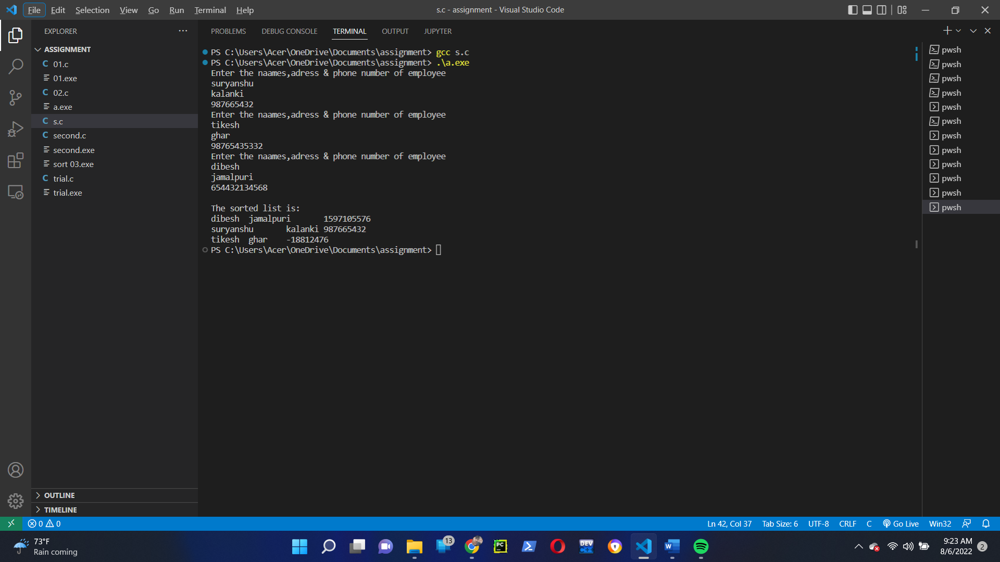 File Edit Selection View Go Run Terminal Help
s.c - assignment - Visual Studio Code
EXPLORER
ASSIGNMENT
C 01.c
01.exe
C 02.c
a.exe
C s.c
C second.c
second.exe
sort 03.exe
C trial.c
trial.exe
OUTLINE
TIMELINE
PROBLEMS DEBUG CONSOLE TERMINAL OUTPUT JUPYTER
PS C:\Users\Acer\OneDrive\Documents\assignment> gcc s.c
PS C:\Users\Acer\OneDrive\Documents\assignment> .\a.exe
Enter the naames,adress & phone number of employee
suryanshu
kalanki
987665432
Enter the naames,adress & phone number of employee
tikesh
ghar
98765435332
Enter the naames,adress & phone number of employee
dibesh
jamalpuri
654432134568
The sorted list is:
dibesh jamalpuri 1597105576
suryanshu kalanki 987665432
tikesh ghar -18812476
PS C:\Users\Acer\OneDrive\Documents\assignment>
pwsh
pwsh
pwsh
pwsh
pwsh
pwsh
pwsh
pwsh
pwsh
pwsh
pwsh
pwsh
0 0
Ln 42, Col 37 Tab Size: 6 UTF-8 CRLF C Go Live Win32
73°F
Rain coming
13
PC
DEV
C++
W
9:23 AM
8/6/2022
2